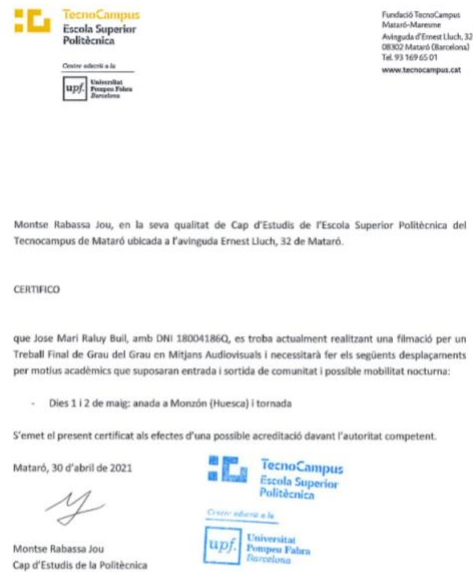 TecnoCampus
Escola Superior
Politècnica
Centre adscrit a la
upf. Universitat
Pompeu Fabra
Barcelona
Fundació TecnoCampus
Mataró-Maresme
Avinguda d'Ernest Lluch, 32
08302 Mataró (Barcelona)
Tel. 93 169 65 01
www.tecnocampus.cat
Montse Rabassa Jou, en la seva qualitat de Cap d'Estudis de l'Escola Superior Politècnica del
Tecnocampus de Mataró ubicada a l'avinguda Ernest Lluch, 32 de Mataró.
CERTIFICO
que Jose Mari Raluy Buil, amb DNI 18004186Q, es troba actualment realitzant una filmació per un
Treball Final de Grau del Grau en Mitjans Audiovisuals i necessitarà fer els següents desplaçaments
per motius acadèmics que suposaran entrada i sortida de comunitat i possible mobilitat nocturna:
- Dies 1 i 2 de maig: anada a Monzón (Huesca) i tornada
S'emet el present certificat als efectes d'una possible acreditació davant l'autoritat competent.
Mataró, 30 d'abril de 2021
TecnoCampus
Escola Superior
Politècnica
Centre adscrit a la
upf. Universitat
Pompeu Fabra
Barcelona
Montse Rabassa Jou
Cap d'Estudis de la Politècnica